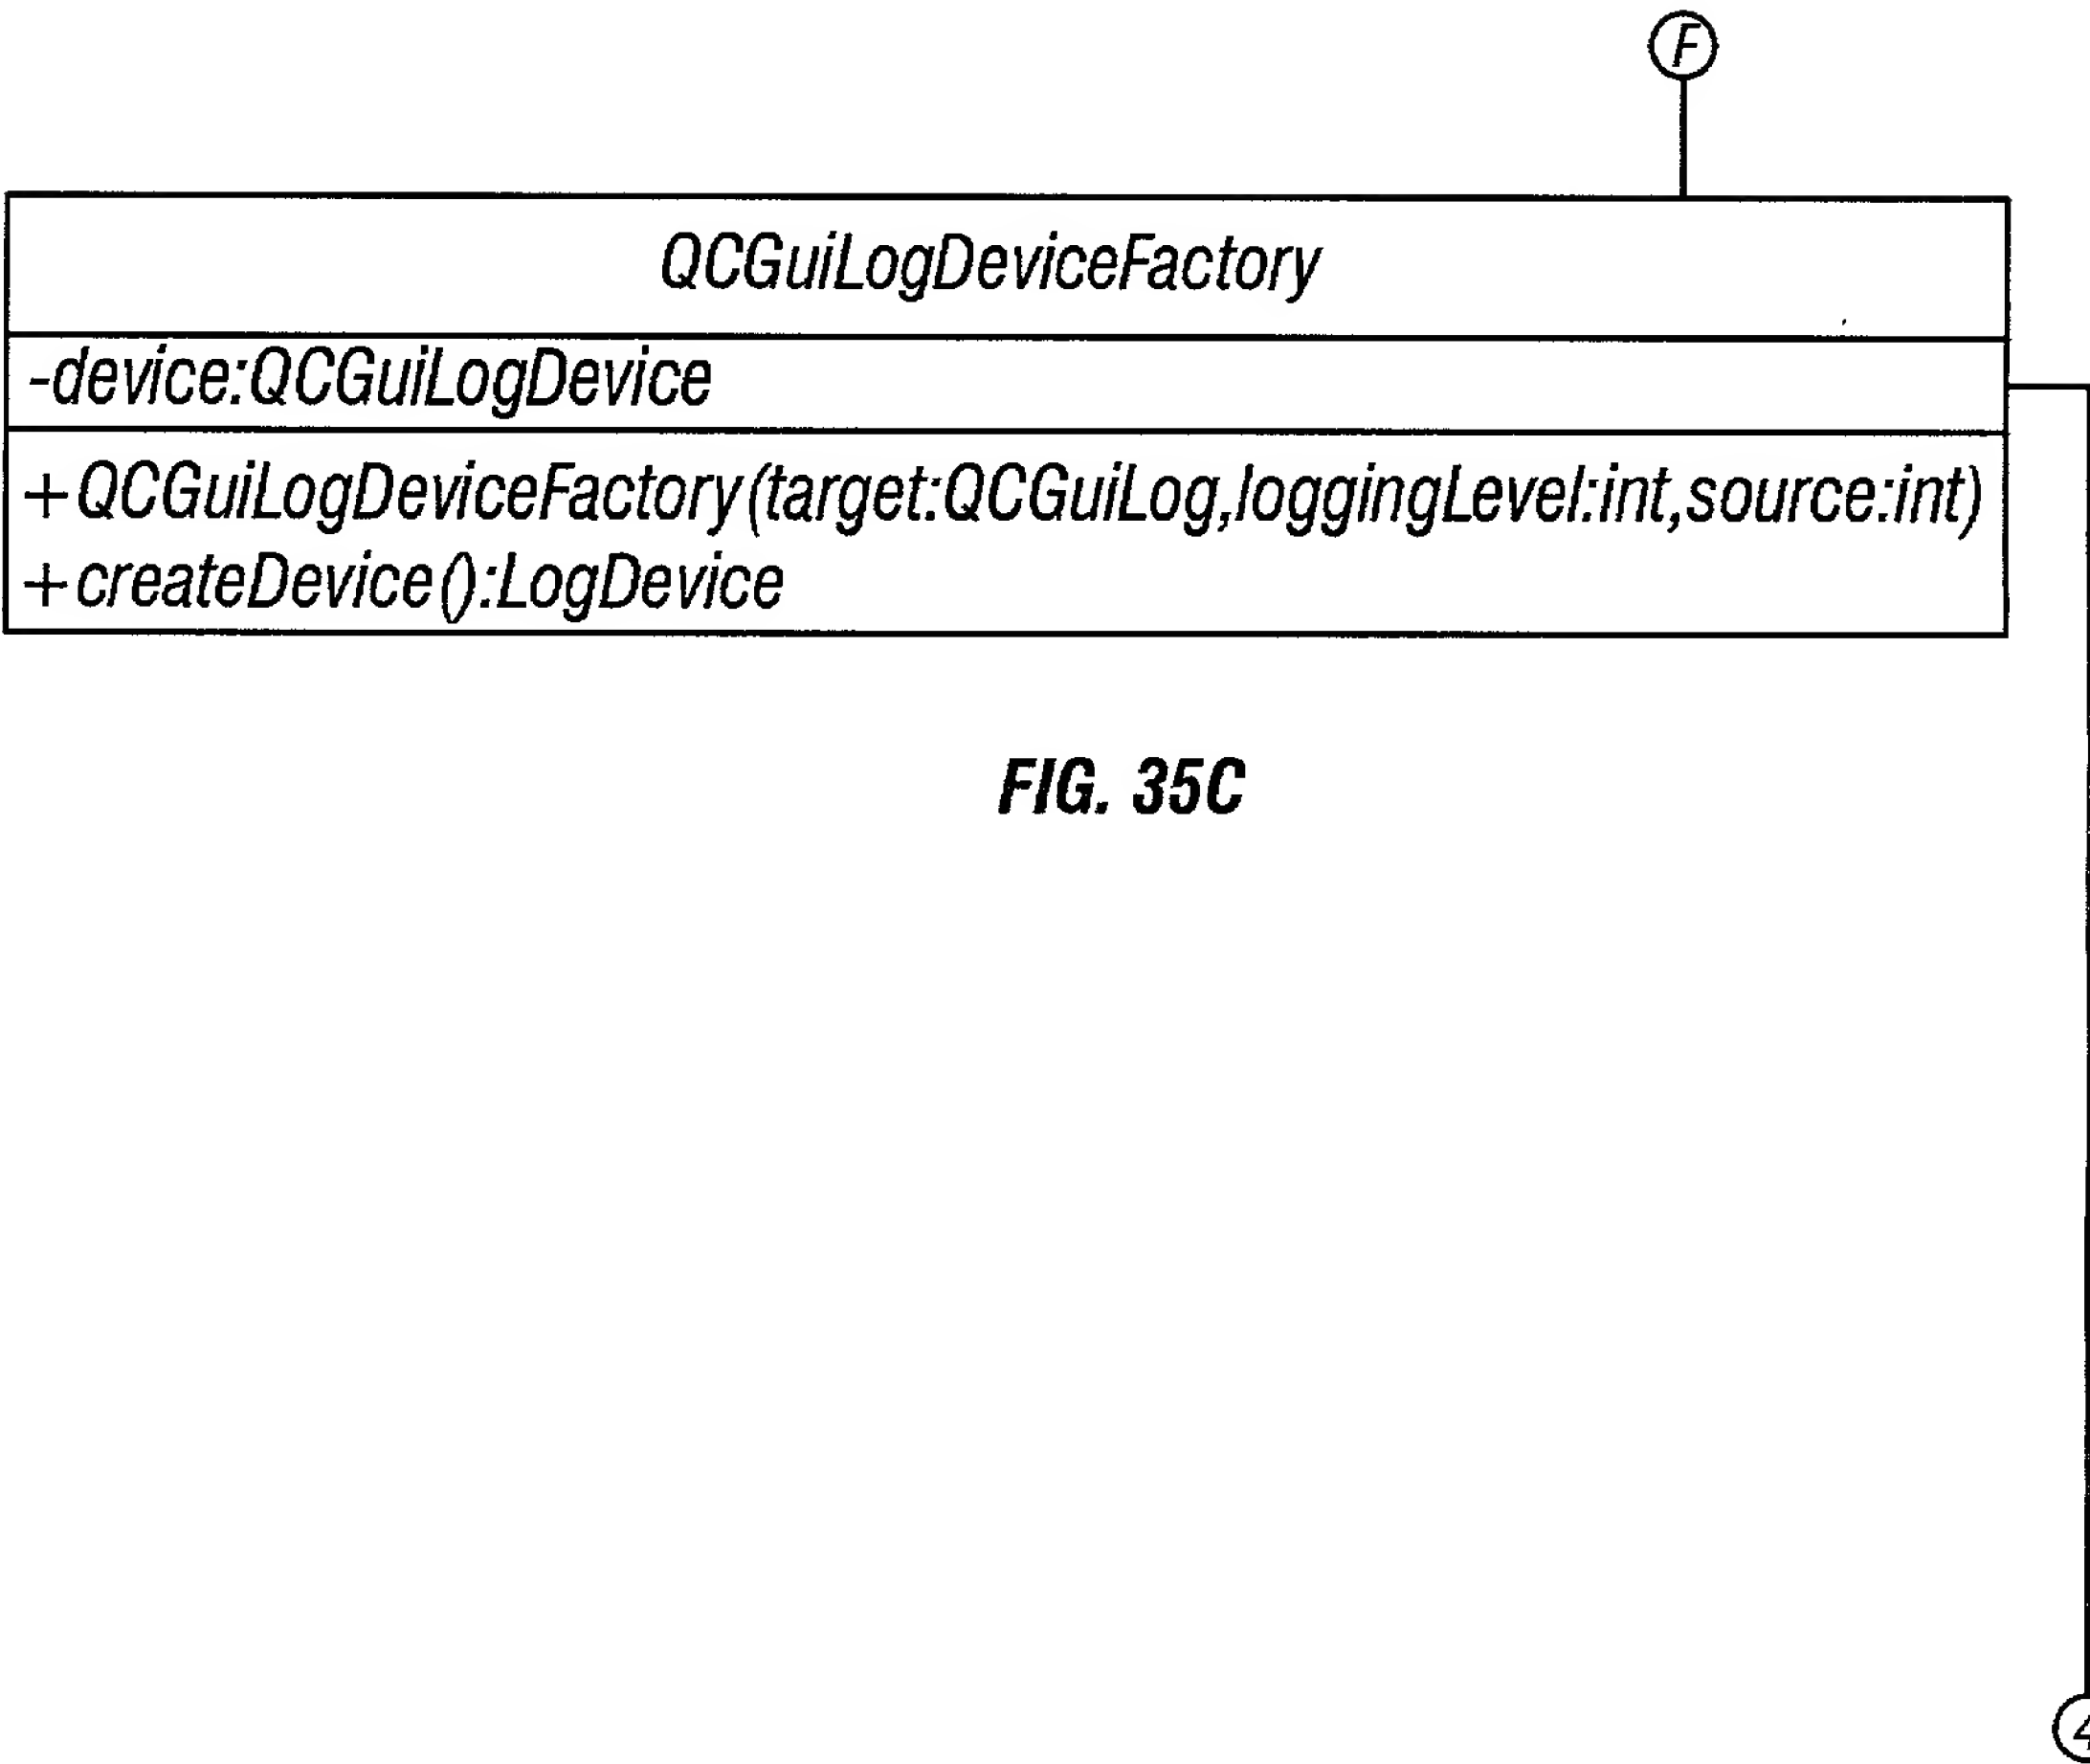 F
QCGuiLogDeviceFactory
-device:QCGuiLogDevice
+QCGuiLogDeviceFactory(target:QCGuiLog,loggingLevel:int,source:int)
+createDevice():LogDevice
FIG. 35C